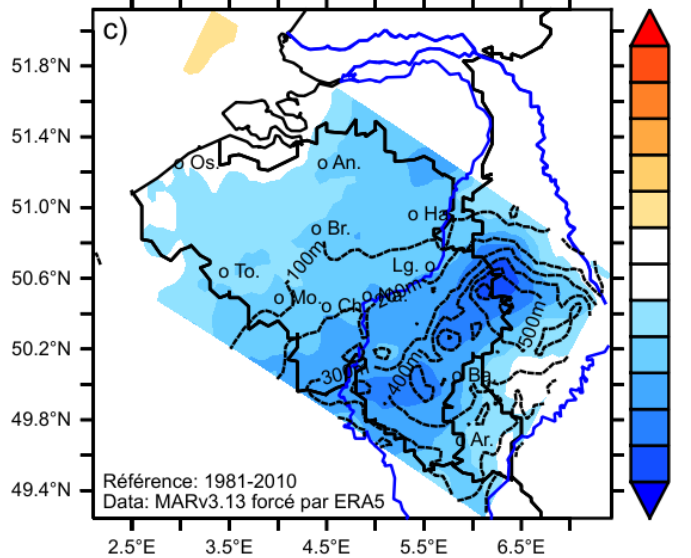 c)
51.8°N
51.4°N
51.0°N
50.6°N
50.2°N
49.8°N
49.4°N
Os.
An.
Ha.
Br.
100m
Lg.
To.
Mo.
Ch.
Na.
200m
500m
300m
400m
Ba.
Ar.
Référence: 1981-2010
Data: MARv3.13 forcé par ERA5
2.5°E 3.5°E 4.5°E 5.5°E 6.5°E